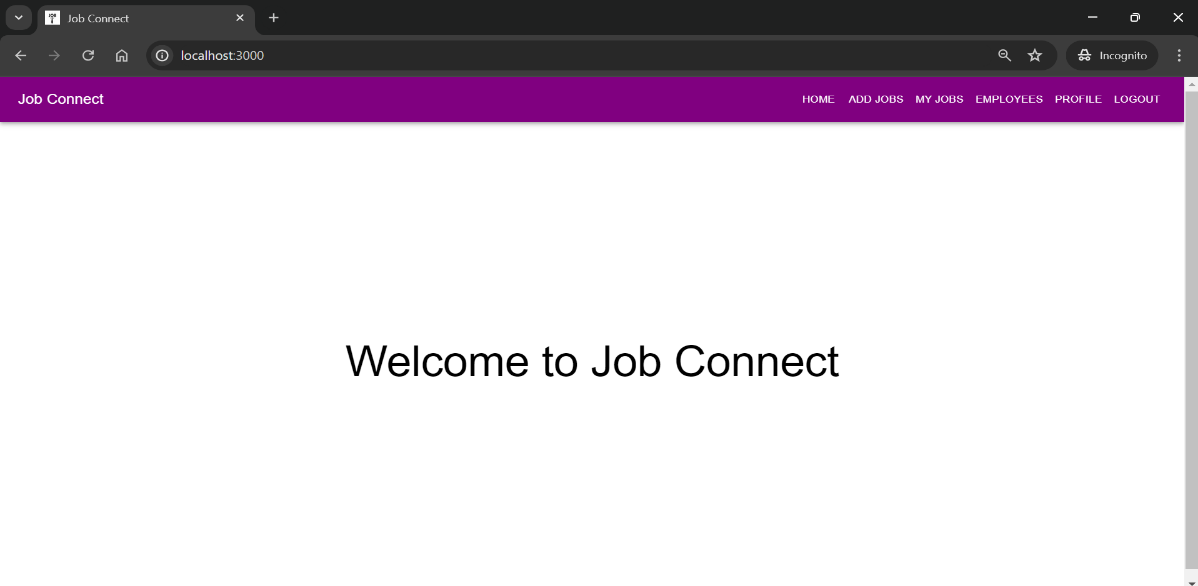 Job Connect
localhost:3000
Incognito
Job Connect
HOME ADD JOBS MY JOBS EMPLOYEES PROFILE LOGOUT
Welcome to Job Connect